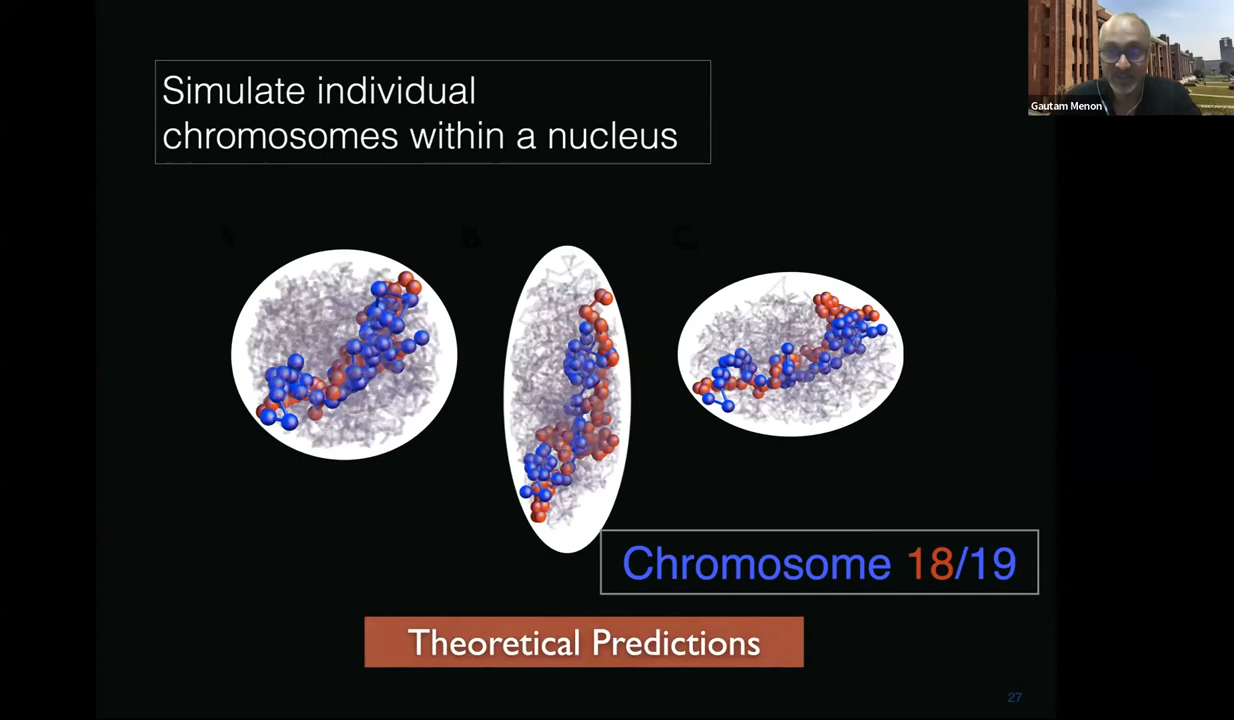 Simulate individual
chromosomes within a nucleus
Gautam Menon
A
B
C
Chromosome 18/19
Theoretical Predictions
27